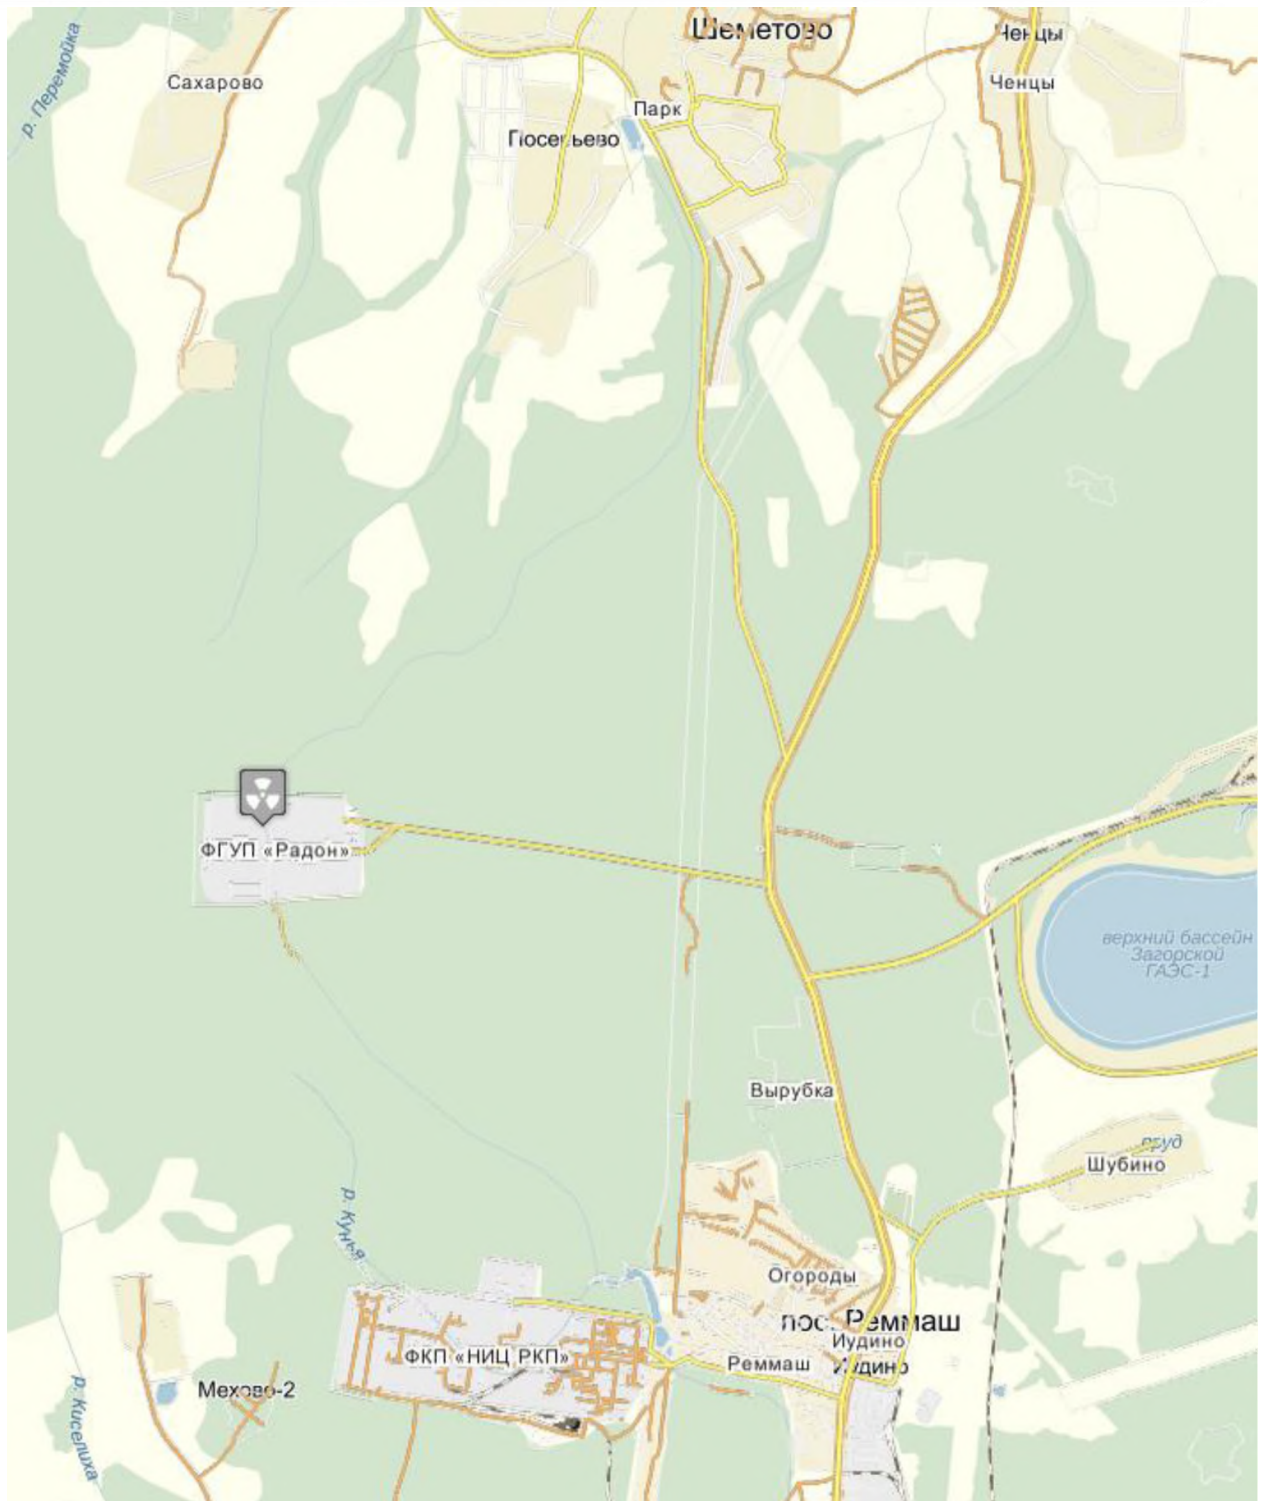 Шеметово
Ченцы
р. Перемойка
Сахарово
Ченцы
Парк
Посевьево
ФГУП «Радон»
верхний бассейн
Загорской
ГАЭС-1
Вырубка
пруд
Шубино
р. Кунья
Огороды
пос. Реммаш
Иудино
ФКП «НИЦ РКП»
Реммаш
Иудино
Мехово-2
р. Киселиха